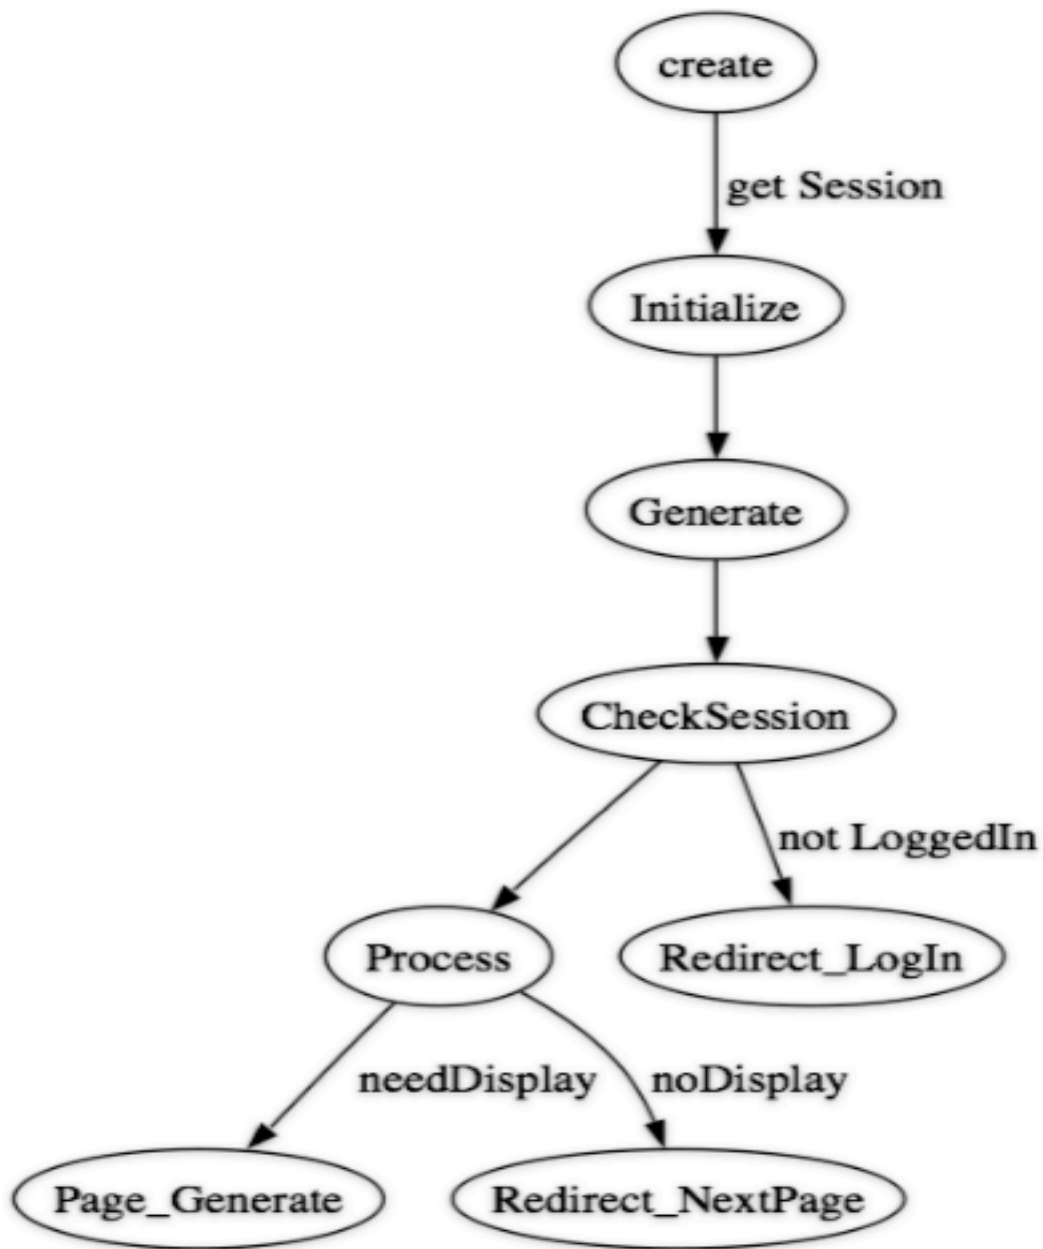 create
get Session
Initialize
Generate
CheckSession
not LoggedIn
Process
Redirect_LogIn
needDisplay
noDisplay
Page_Generate
Redirect_NextPage